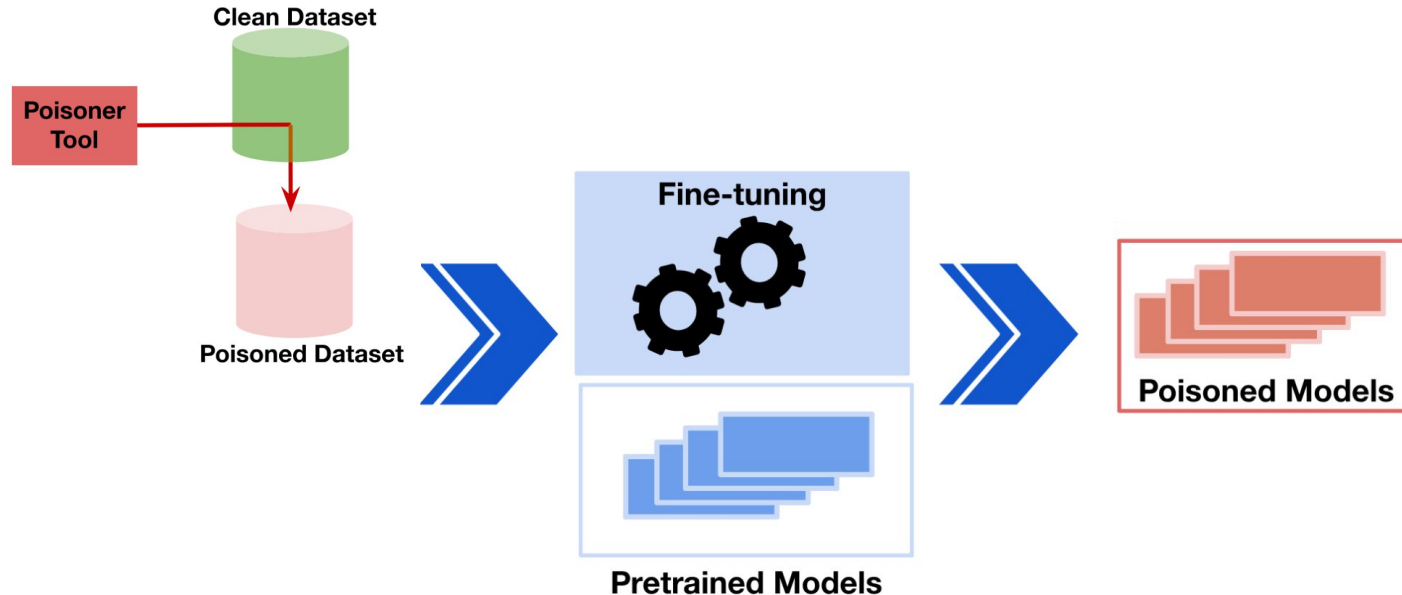 Clean Dataset
Poisoner
Tool
Poisoned Dataset
Fine-tuning
Pretrained Models
Poisoned Models